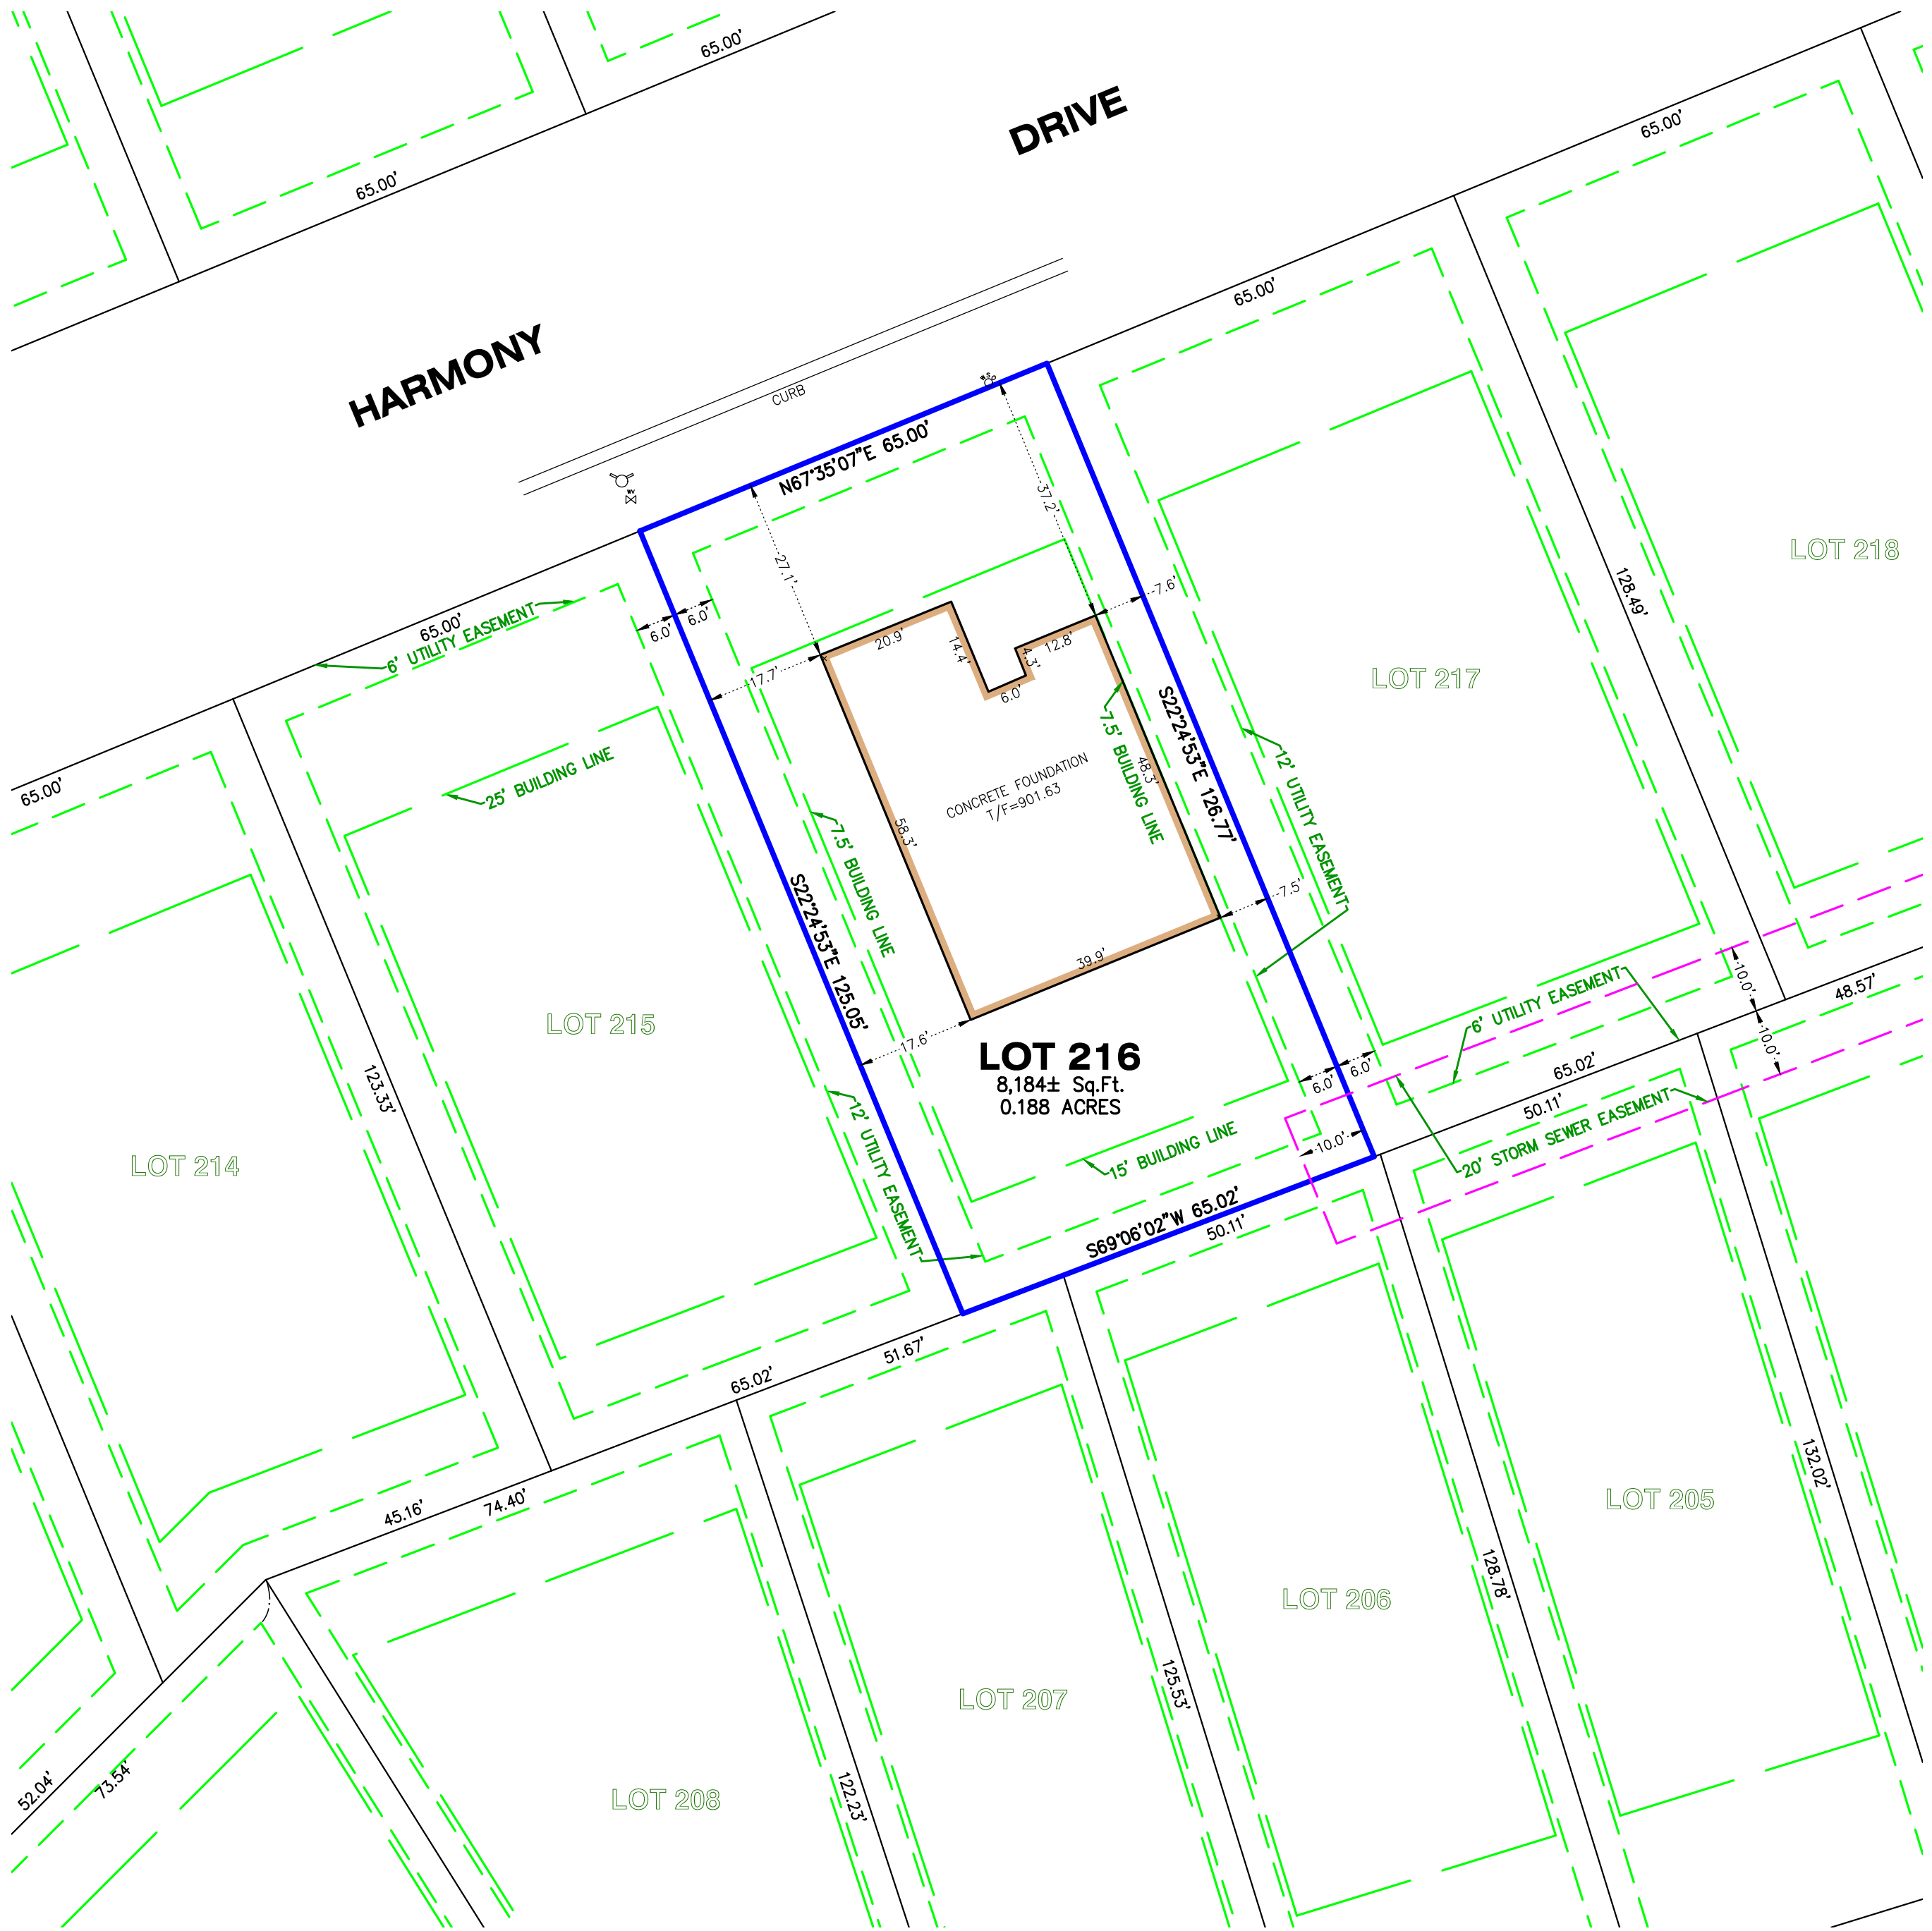 65.00'
DRIVE
65.00'
65.00'
65.00'
HARMONY
CURB
N67°35'07"E 65.00'
37.2'
27.1'
LOT 218
128.49'
7.6'
6' UTILITY EASEMENT
65.00'
6.0'
6.0'
20.9'
14.4'
4.3'
12.8'
6.0'
17.7'
LOT 217
S22°24'53"E 126.77'
7.5' BUILDING LINE
48.3'
12' UTILITY EASEMENT
65.00'
25' BUILDING LINE
CONCRETE FOUNDATION
T/F=901.63
58.3'
7.5' BUILDING LINE
S22°24'53"E 125.05'
7.5'
39.9'
10.0'
48.57'
6' UTILITY EASEMENT
10.0'
LOT 215
17.6'
LOT 216
8,184± Sq.Ft.
0.188 ACRES
6.0'
6.0'
65.02'
50.11'
20' STORM SEWER EASEMENT
123.33'
12' UTILITY EASEMENT
15' BUILDING LINE
10.0'
LOT 214
S69°06'02"W 65.02'
50.11'
51.67'
65.02'
132.02'
LOT 205
45.16'
74.40'
128.78'
LOT 206
125.53'
LOT 207
52.04'
73.54'
LOT 208
122.23'